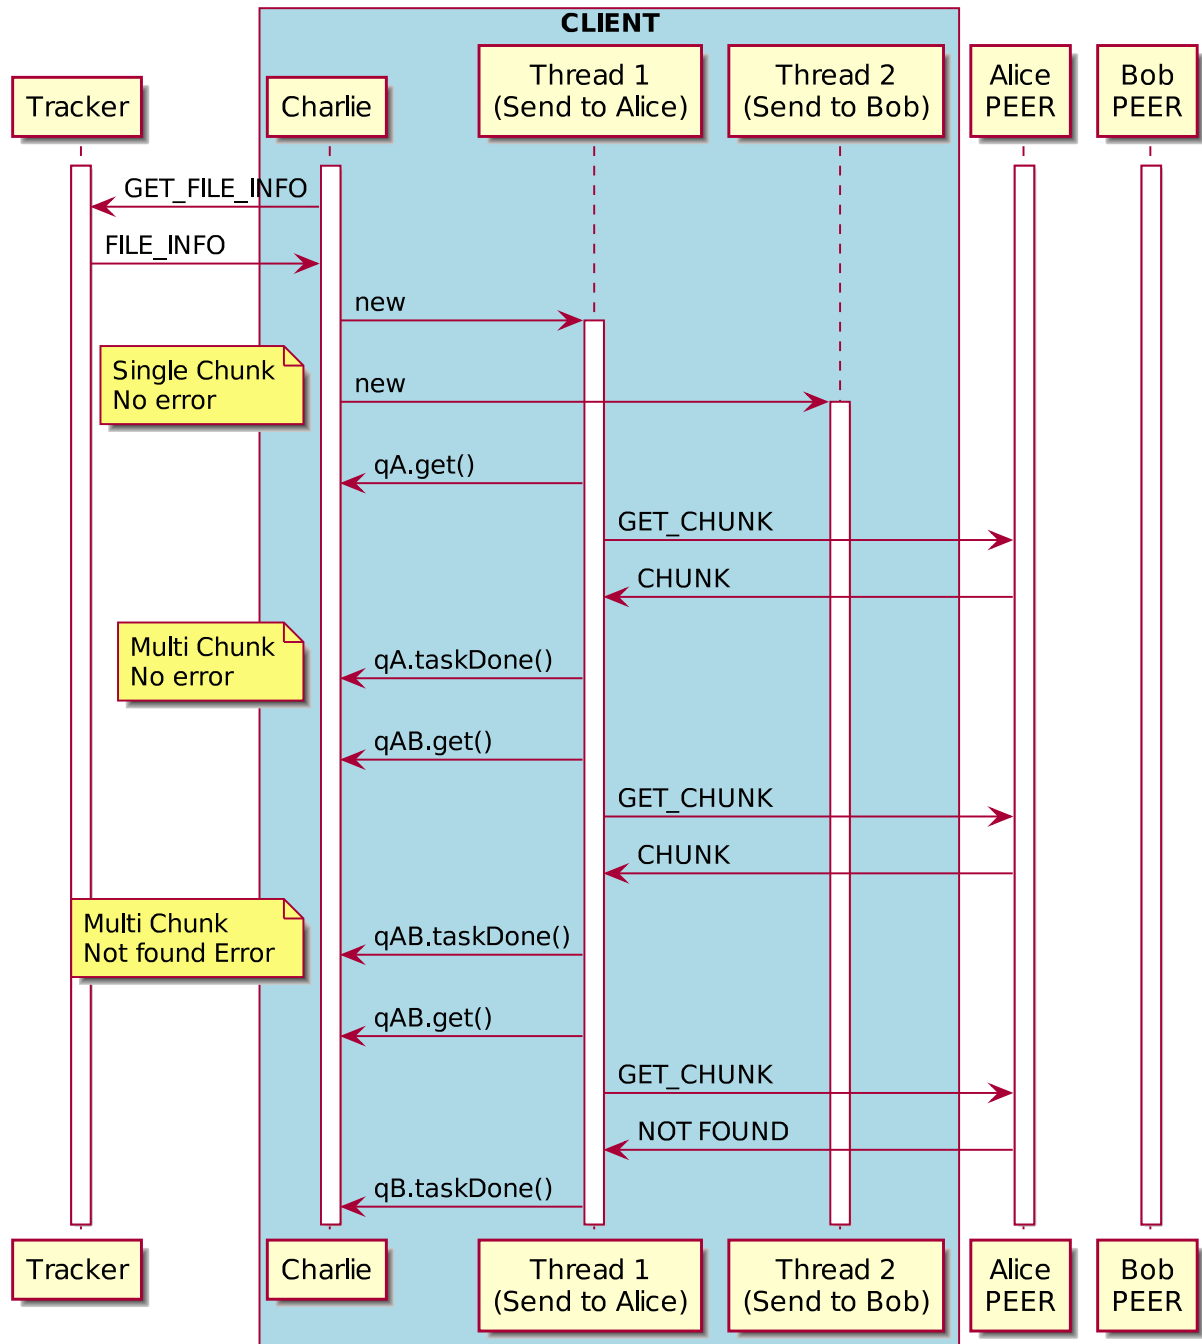 CLIENT
Tracker
Charlie
Thread 1
(Send to Alice)
Thread 2
(Send to Bob)
Alice
PEER
Bob
PEER
GET_FILE_INFO
FILE_INFO
new
Single Chunk
No error
new
qA.get()
GET_CHUNK
CHUNK
Multi Chunk
No error
qA.taskDone()
qAB.get()
GET_CHUNK
CHUNK
Multi Chunk
Not found Error
qAB.taskDone()
qAB.get()
GET_CHUNK
NOT FOUND
qB.taskDone()
Tracker
Charlie
Thread 1
(Send to Alice)
Thread 2
(Send to Bob)
Alice
PEER
Bob
PEER